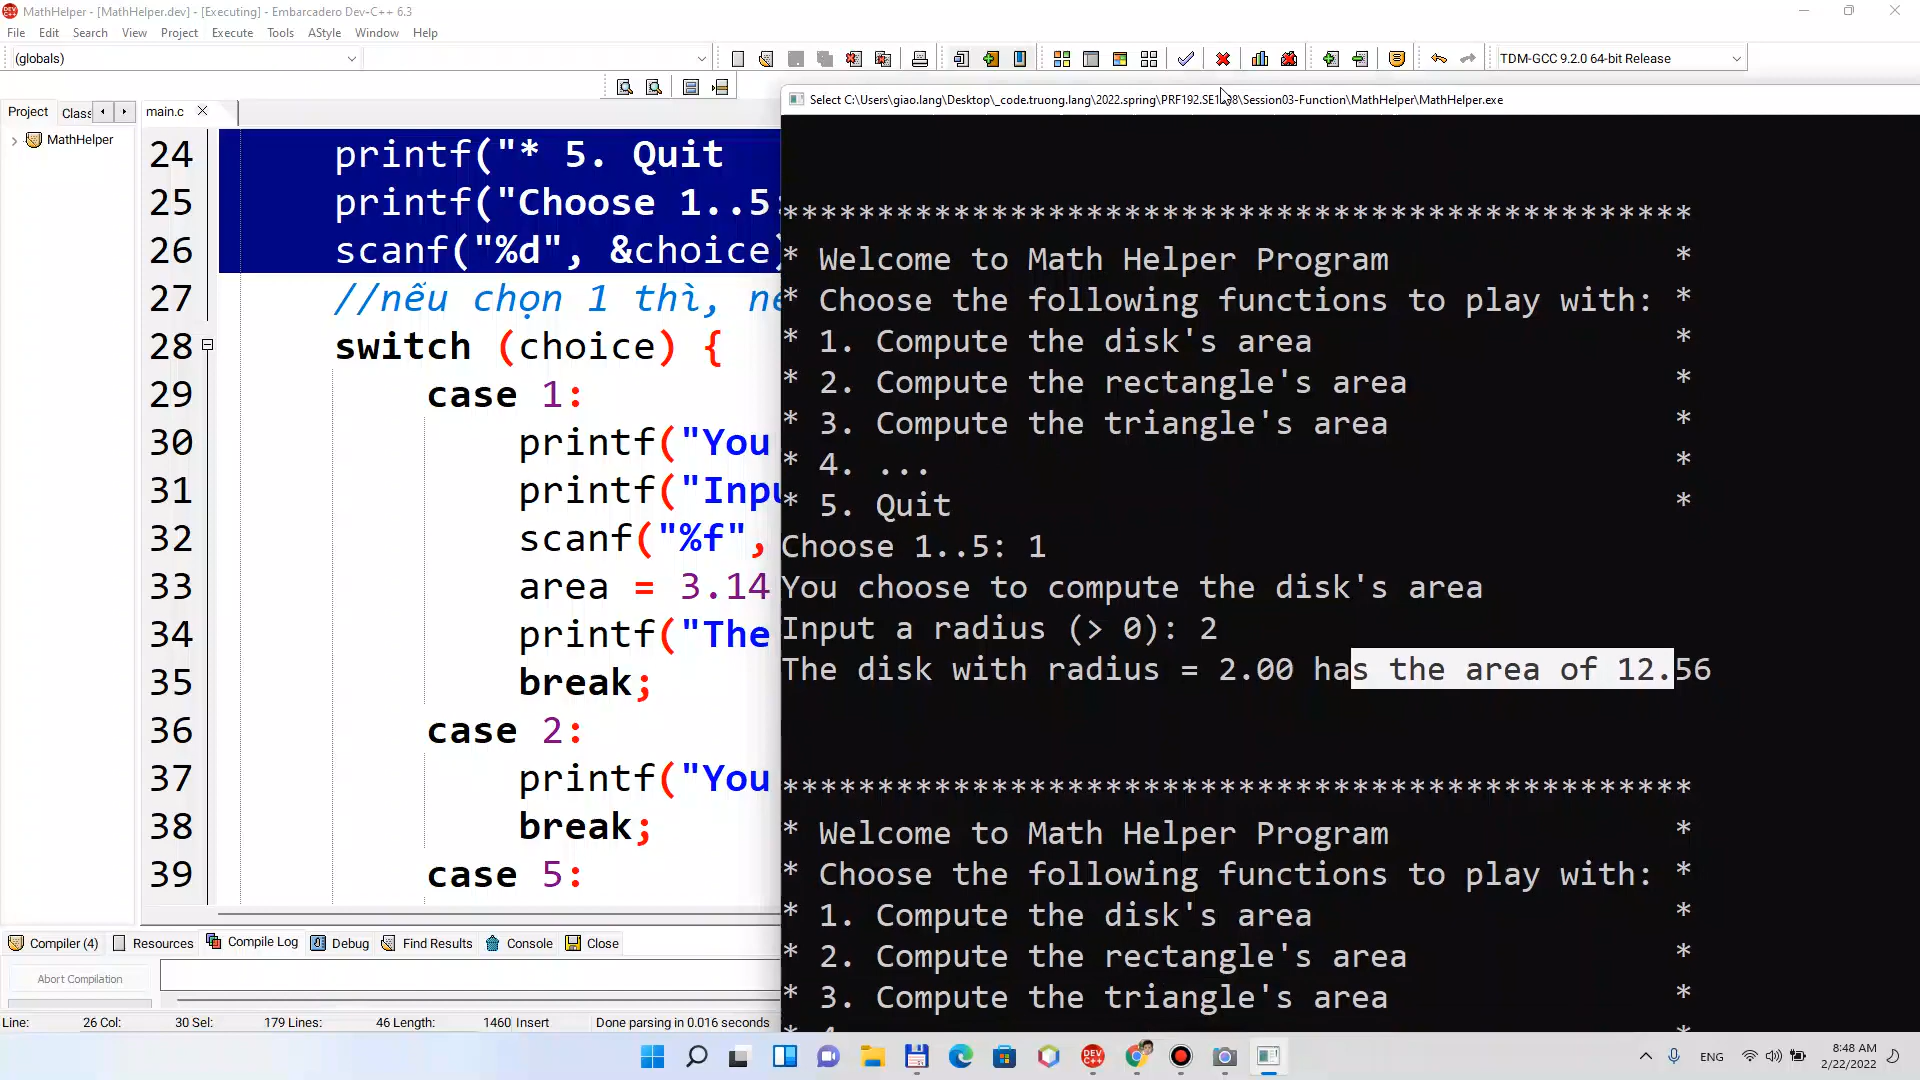 MathHelper - [MathHelper.dev] - [Executing] - Embarcadero Dev-C++ 6.3
File Edit Search View Project Execute Tools AStyle Window Help
(globals)
TDM-GCC 9.2.0 64-bit Release
Project Class
main.c
MathHelper
24 printf("* 5. Quit
25 printf("Choose 1..5:
26 scanf("%d", &choice)
27 //nếu chọn 1 thì, nế
28 switch (choice) {
29 case 1:
30 printf("You
31 printf("Inpu
32 scanf("%f",
33 area = 3.14
34 printf("The
35 break;
36 case 2:
37 printf("You
38 break;
39 case 5:
Select C:\Users\giao.lang\Desktop\_code.truong.lang\2022.spring\PRF192.SE1 8\Session03-Function\MathHelper\MathHelper.exe
************************************************
* Welcome to Math Helper Program *
* Choose the following functions to play with: *
* 1. Compute the disk's area *
* 2. Compute the rectangle's area *
* 3. Compute the triangle's area *
* 4. ... *
* 5. Quit *
Choose 1..5: 1
You choose to compute the disk's area
Input a radius (> 0): 2
The disk with radius = 2.00 has the area of 12.56
************************************************
* Welcome to Math Helper Program *
* Choose the following functions to play with: *
* 1. Compute the disk's area *
* 2. Compute the rectangle's area *
* 3. Compute the triangle's area *
Compiler (4) Resources Compile Log Debug Find Results Console Close
Abort Compilation
Line: 26 Col: 30 Sel: 179 Lines: 46 Length: 1460 Insert Done parsing in 0.016 seconds
DEV C++
ENG
8:48 AM
2/22/2022